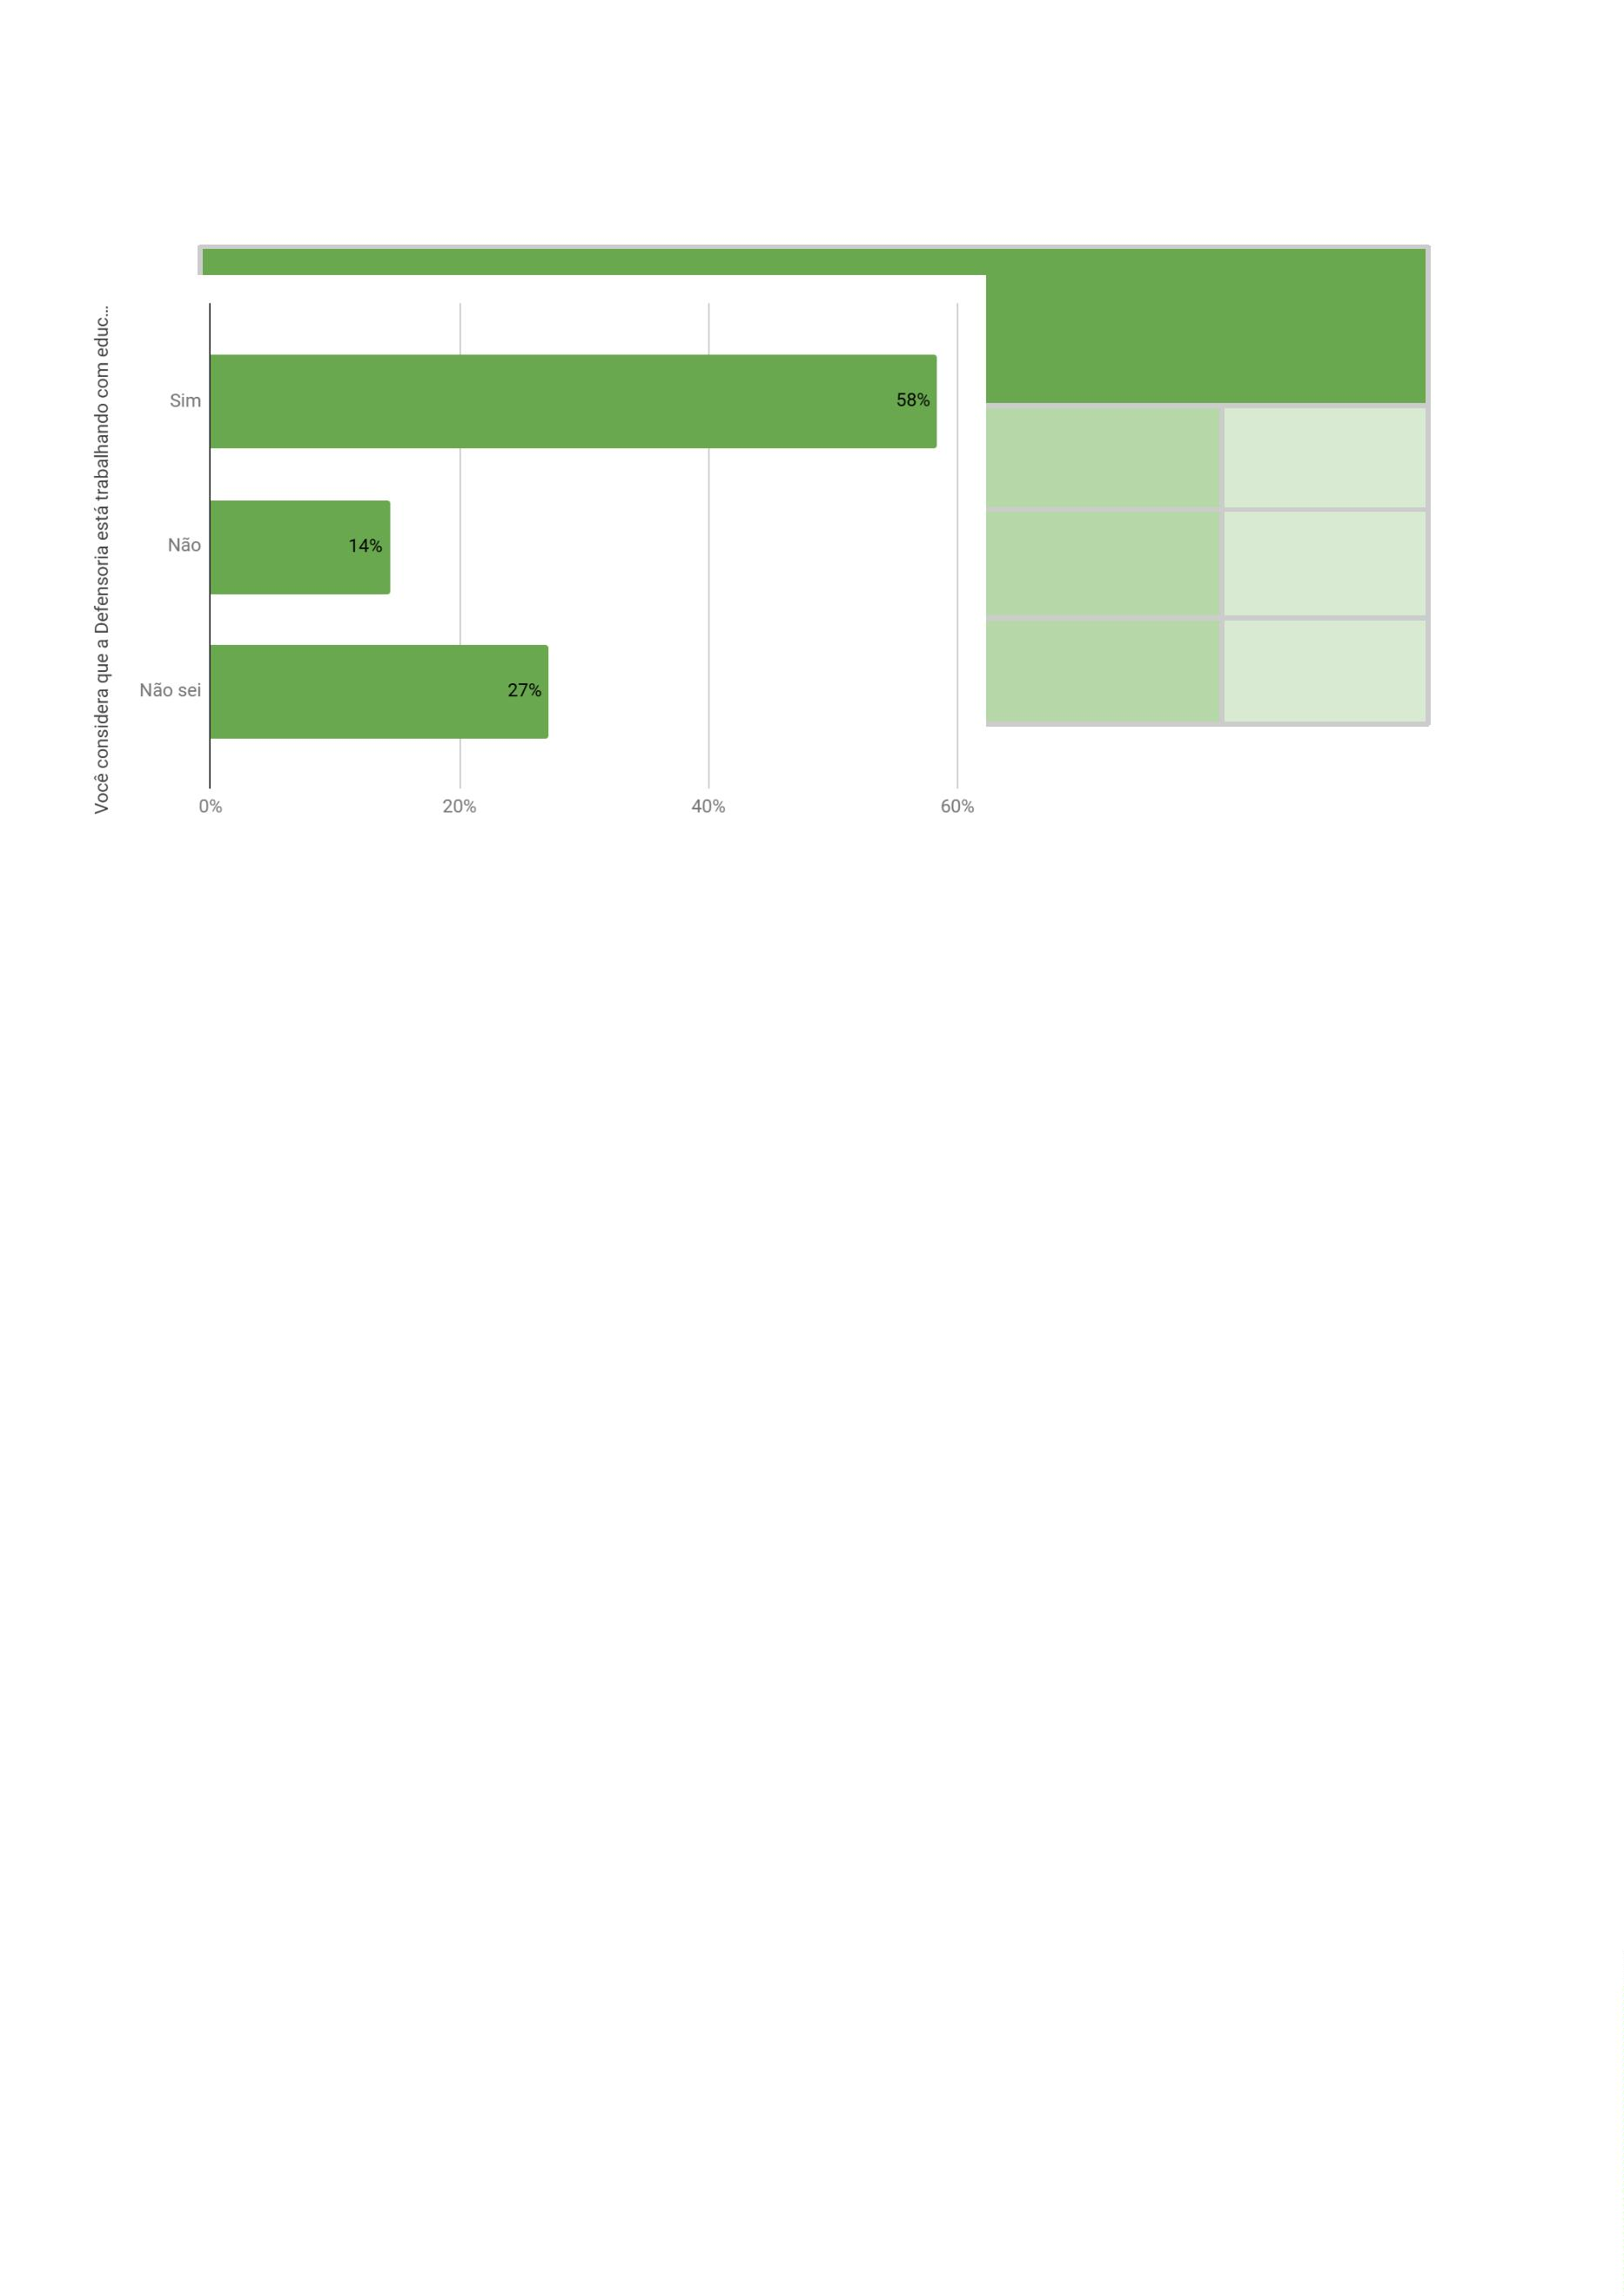 Você considera que a Defensoria está trabalhando com educ...
Sim
58%
Não
14%
Não sei
27%
0%
20%
40%
60%